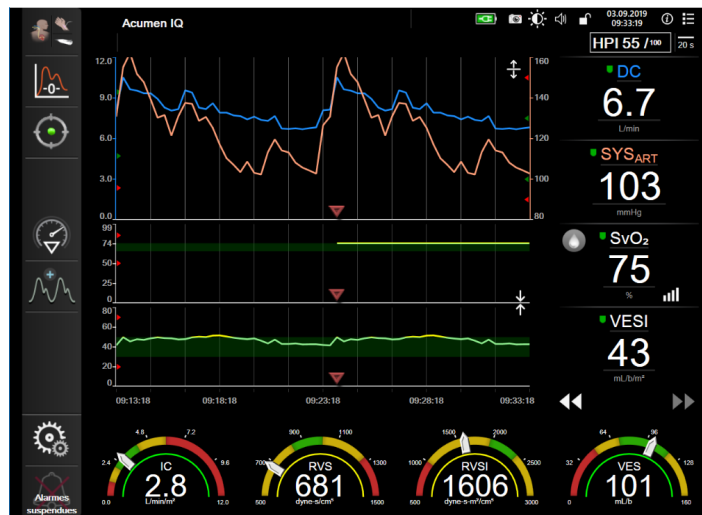 Acumen IQ
03.09.2019
09:33:19
HPI 55 /100
20 s
-0-
12.0
9.0
6.0
3.0
0.0
160
140
120
100
80
DC
6.7
L/min
SYSART
103
mmHg
99
74
50
25
0
SvO₂
75
%
80
60
40
20
0
VESI
43
mL/b/m²
09:13:18 09:18:18 09:23:18 09:28:18 09:33:18
0.0 2.4 4.8 7.2 9.6 12.0
IC
2.8
L/min/m²
500 700 900 1100 1300 1500
RVS
681
dyne-s/cm⁵
1000 1500 2000 2500 3000
RVSI
1606
dyne-s-m²/cm⁵
0 32 64 96 128 160
VES
101
mL/b
Alarmes
suspendues